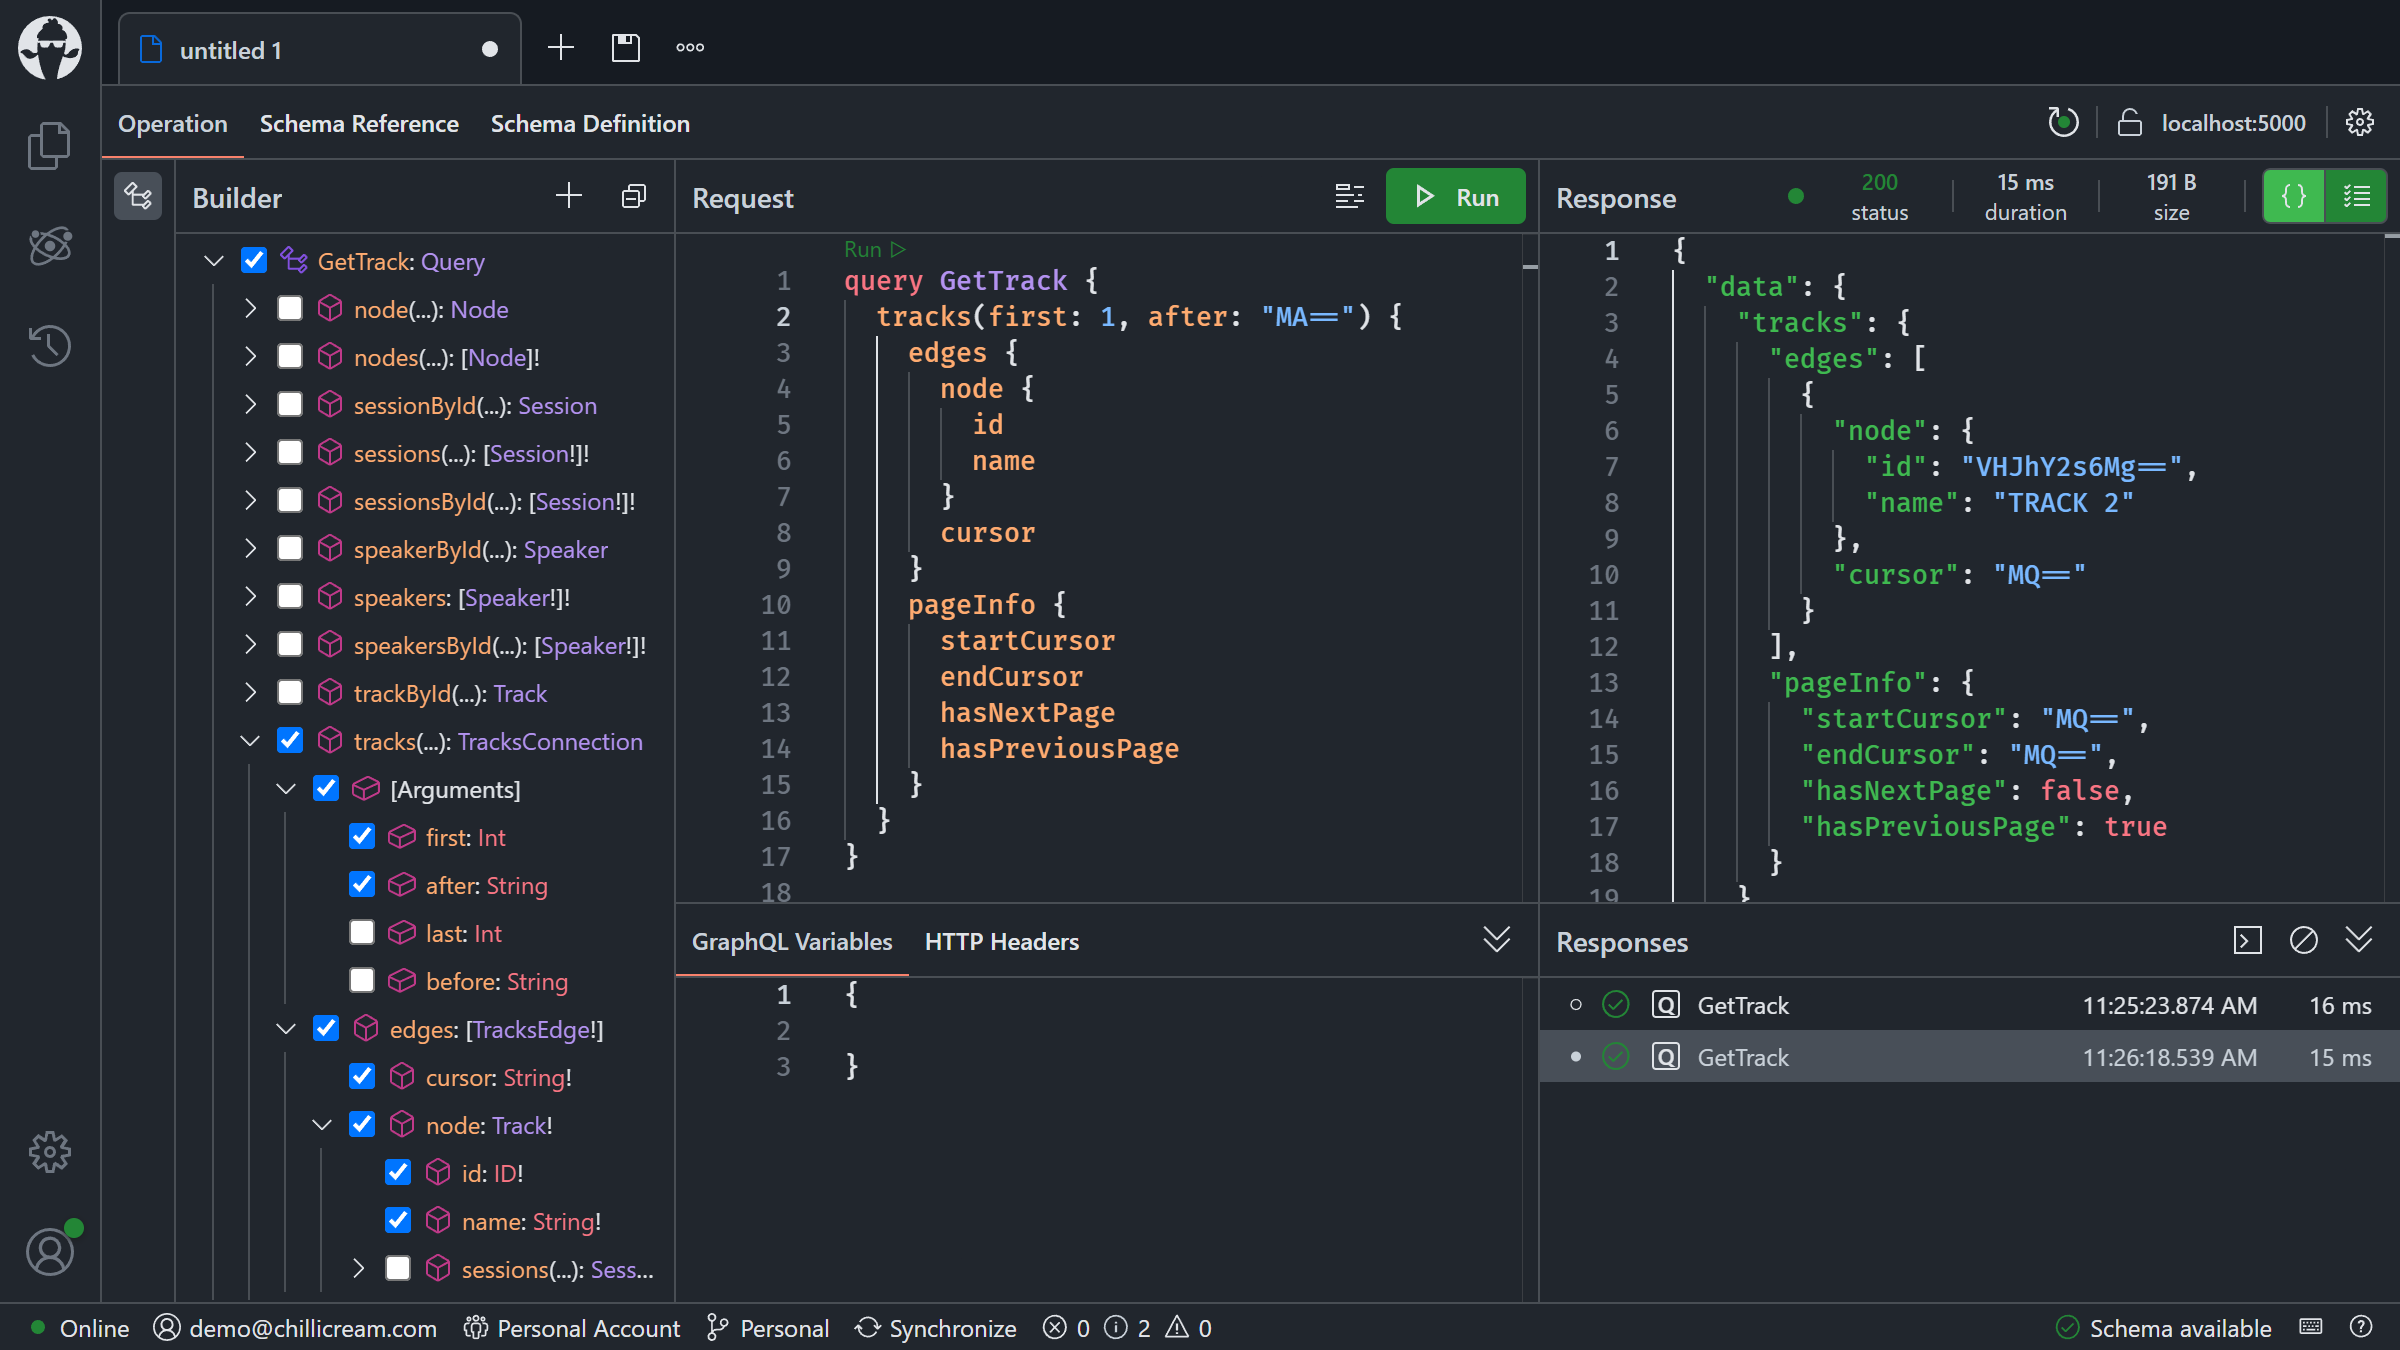 untitled 1
Operation Schema Reference Schema Definition
localhost:5000
Builder
GetTrack: Query
node(...): Node
nodes(...): [Node]!
sessionById(...): Session
sessions(...): [Session!]!
sessionsById(...): [Session!]!
speakerById(...): Speaker
speakers: [Speaker!]!
speakersById(...): [Speaker!]!
trackById(...): Track
tracks(...): TracksConnection
[Arguments]
first: Int
after: String
last: Int
before: String
edges: [TracksEdge!]
cursor: String!
node: Track!
id: ID!
name: String!
sessions(...): Sess...
Request
Run
Run ▷
1 query GetTrack {
2 tracks(first: 1, after: "MA==") {
3 edges {
4 node {
5 id
6 name
7 }
8 cursor
9 }
10 pageInfo {
11 startCursor
12 endCursor
13 hasNextPage
14 hasPreviousPage
15 }
16 }
17 }
18
GraphQL Variables HTTP Headers
1 {
2
3 }
Response
200 status
15 ms duration
191 B size
{}
1 {
2 "data": {
3 "tracks": {
4 "edges": [
5 {
6 "node": {
7 "id": "VHJhY2s6Mg==",
8 "name": "TRACK 2"
9 },
10 "cursor": "MQ=="
11 }
12 ],
13 "pageInfo": {
14 "startCursor": "MQ==",
15 "endCursor": "MQ==",
16 "hasNextPage": false,
17 "hasPreviousPage": true
18 }
19 }
Responses
Q GetTrack 11:25:23.874 AM 16 ms
Q GetTrack 11:26:18.539 AM 15 ms
Online demo@chillicream.com Personal Account Personal Synchronize 0 2 0 Schema available